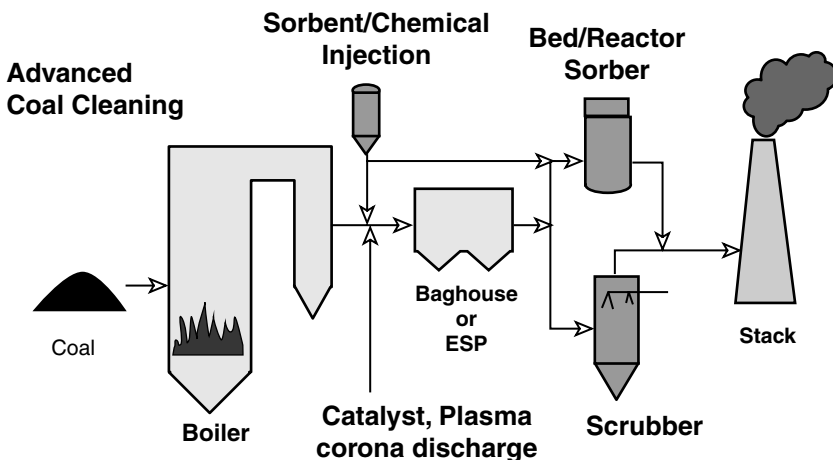 Sorbent/Chemical
Injection
Bed/Reactor
Sorber
Advanced
Coal Cleaning
Baghouse
or
ESP
Coal
Stack
Boiler
Catalyst, Plasma
corona discharge
Scrubber